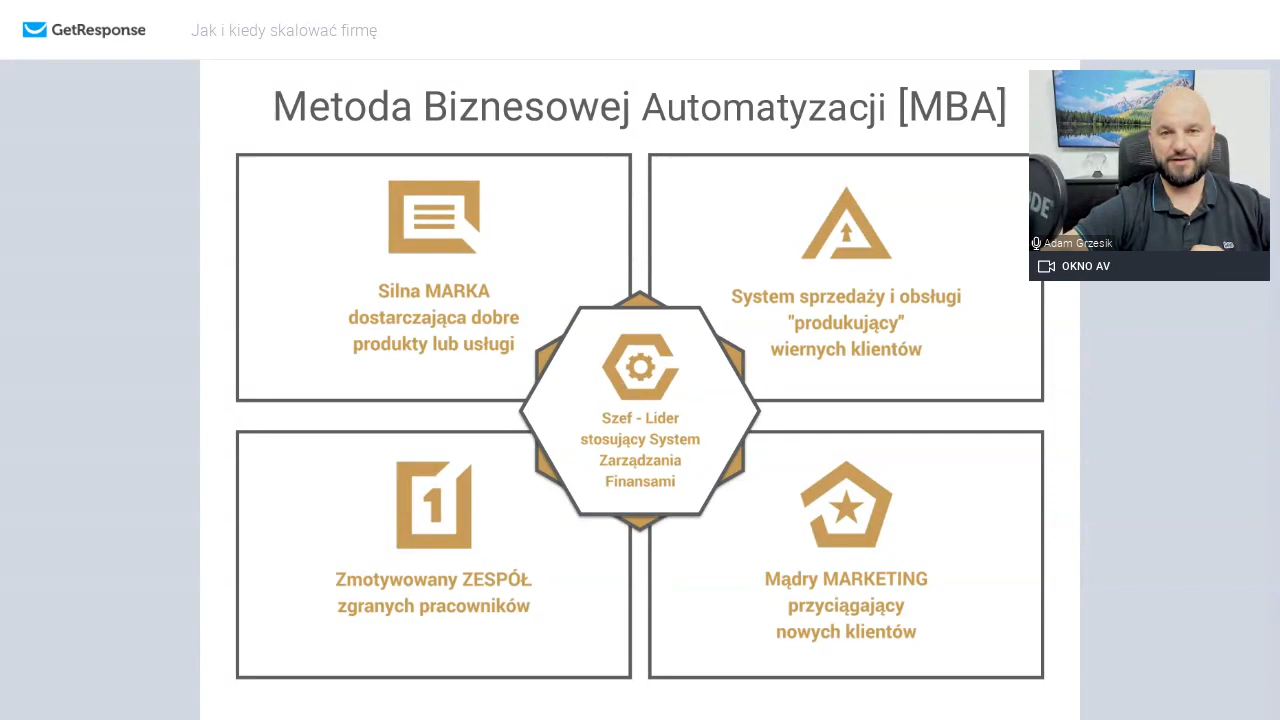 GetResponse
Jak i kiedy skalować firmę
Metoda Biznesowej Automatyzacji [MBA]
Silna MARKA
dostarczająca dobre
produkty lub usługi
System sprzedaży i obsługi
"produkujący"
wiernych klientów
Szef - Lider
stosujący System
Zarządzania
Finansami
1
Zmotywowany ZESPÓŁ
zgranych pracowników
Mądry MARKETING
przyciągający
nowych klientów
Adam Grzesik
OKNO AV